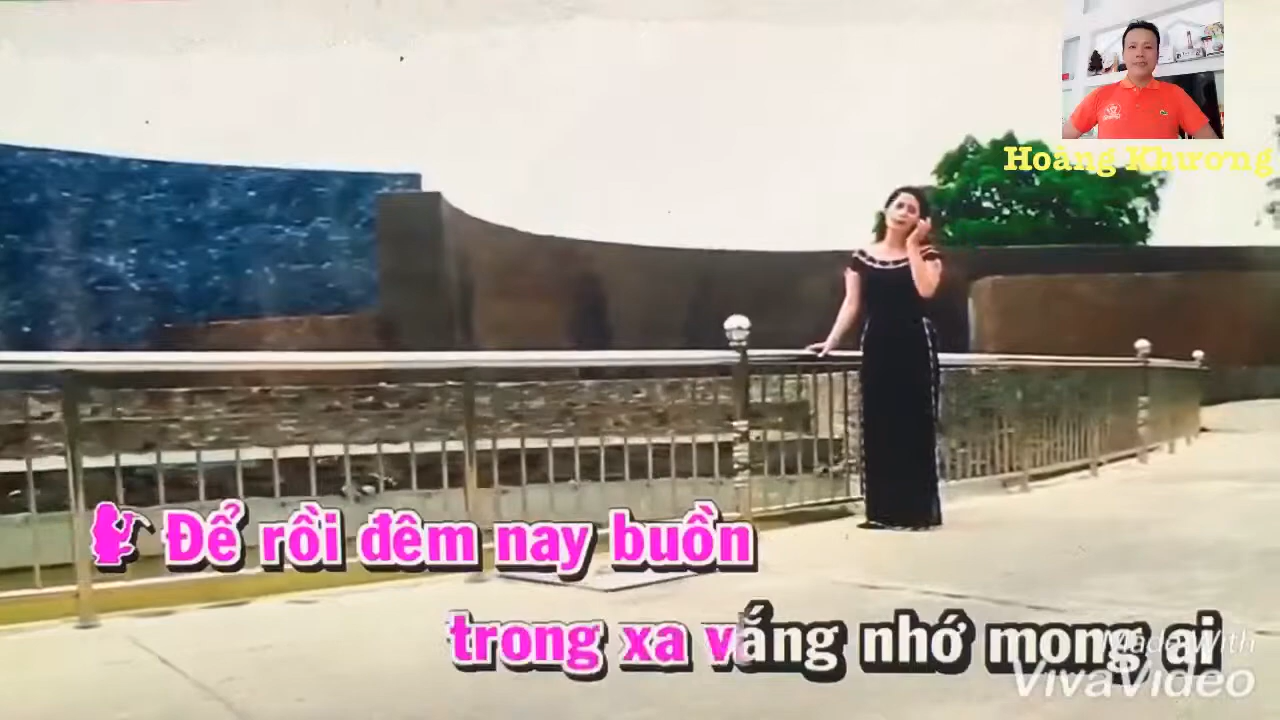 Hoàng Khương
Để rồi đêm nay buồn
trong xa vắng nhớ mong ai
Made With
VivaVideo